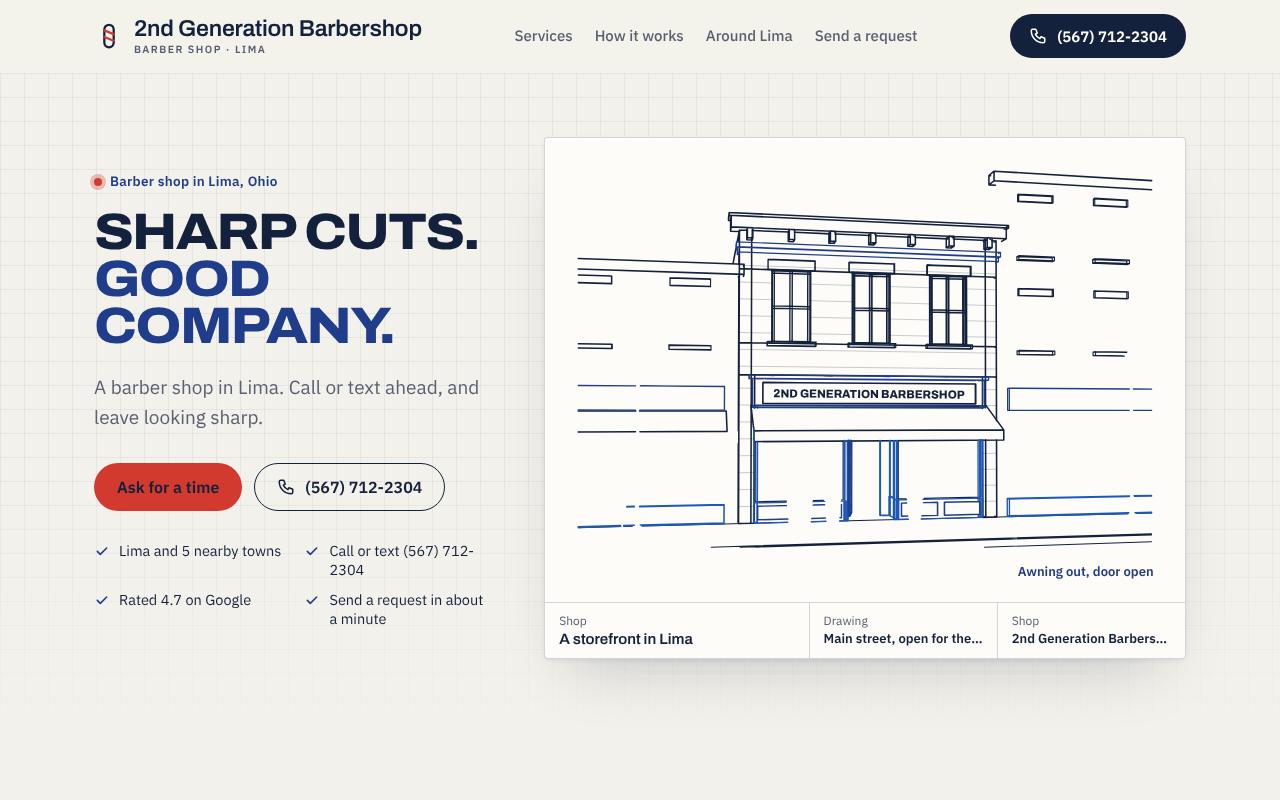 2nd Generation Barbershop
BARBER SHOP · LIMA
Services
How it works
Around Lima
Send a request
(567) 712-2304
Barber shop in Lima, Ohio
SHARP CUTS.
GOOD
COMPANY.
A barber shop in Lima. Call or text ahead, and
leave looking sharp.
Ask for a time
(567) 712-2304
Lima and 5 nearby towns
Call or text (567) 712-
2304
Rated 4.7 on Google
Send a request in about
a minute
2ND GENERATION BARBERSHOP
Awning out, door open
Shop
A storefront in Lima
Drawing
Main street, open for the...
Shop
2nd Generation Barbers...